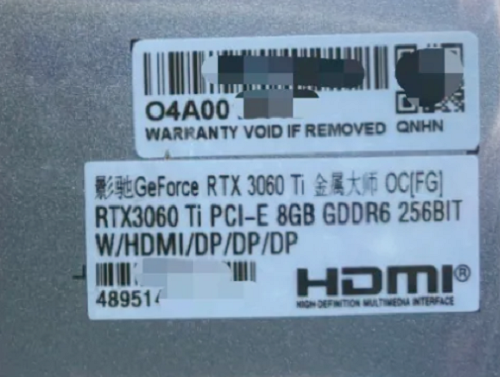 O4A00
WARRANTY VOID IF REMOVED QNHN
影驰GeForce RTX 3060 Ti 金属大师 OC[FG]
RTX3060 Ti PCI-E 8GB GDDR6 256BIT
W/HDMI/DP/DP/DP
48951
HDMI®
HIGH-DEFINITION MULTIMEDIA INTERFACE